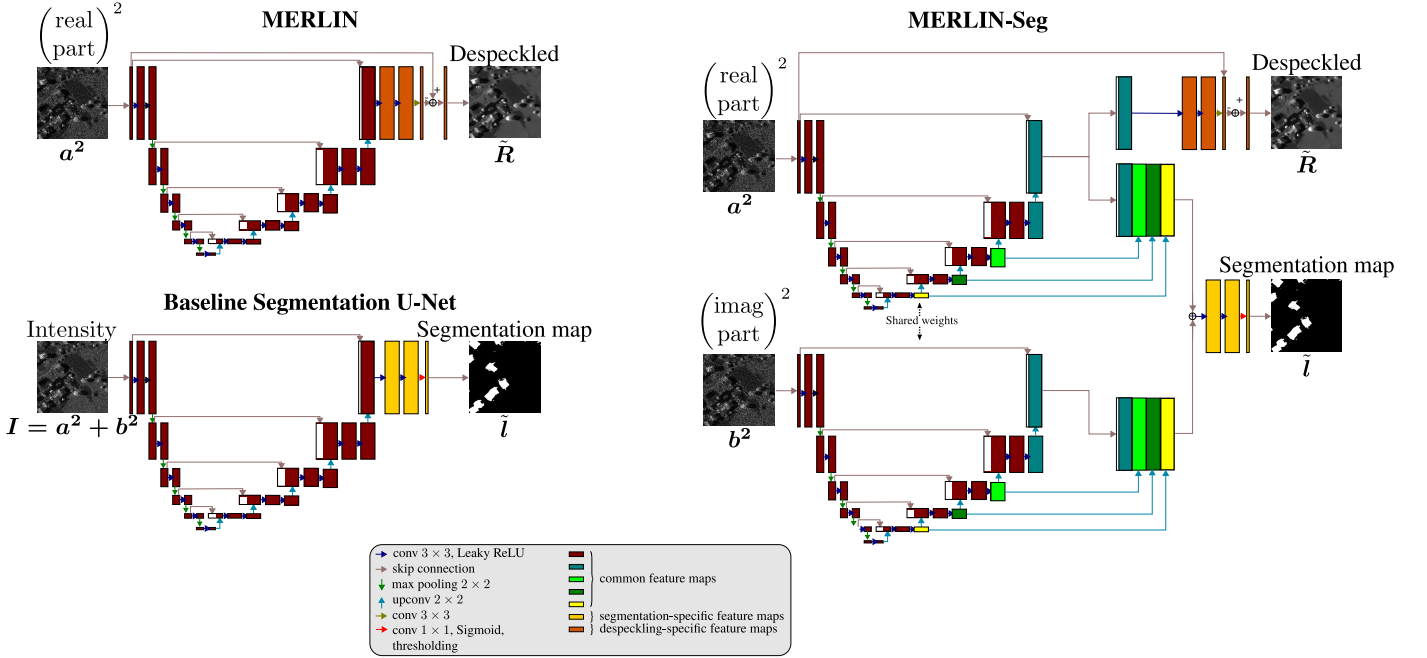 MERLIN
(real part)²
a²
Despeckled
R̃
- +
Baseline Segmentation U-Net
Intensity
I = a² + b²
Segmentation map
l̃
MERLIN-Seg
(real part)²
a²
Despeckled
R̃
- +
Shared weights
(imag part)²
b²
Segmentation map
l̃
conv 3 × 3, Leaky ReLU
skip connection
max pooling 2 × 2
upconv 2 × 2
conv 3 × 3
conv 1 × 1, Sigmoid,
thresholding
} common feature maps
} segmentation-specific feature maps
} despeckling-specific feature maps